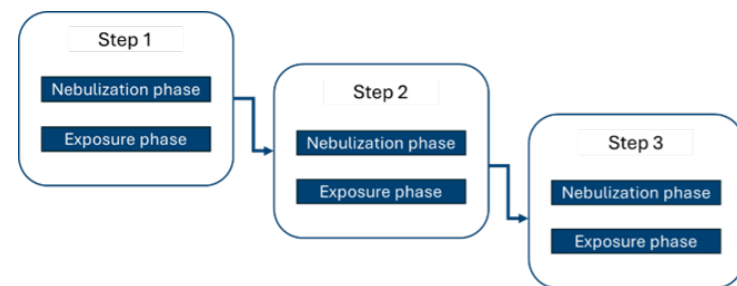 Step 1
Nebulization phase
Exposure phase
Step 2
Nebulization phase
Exposure phase
Step 3
Nebulization phase
Exposure phase